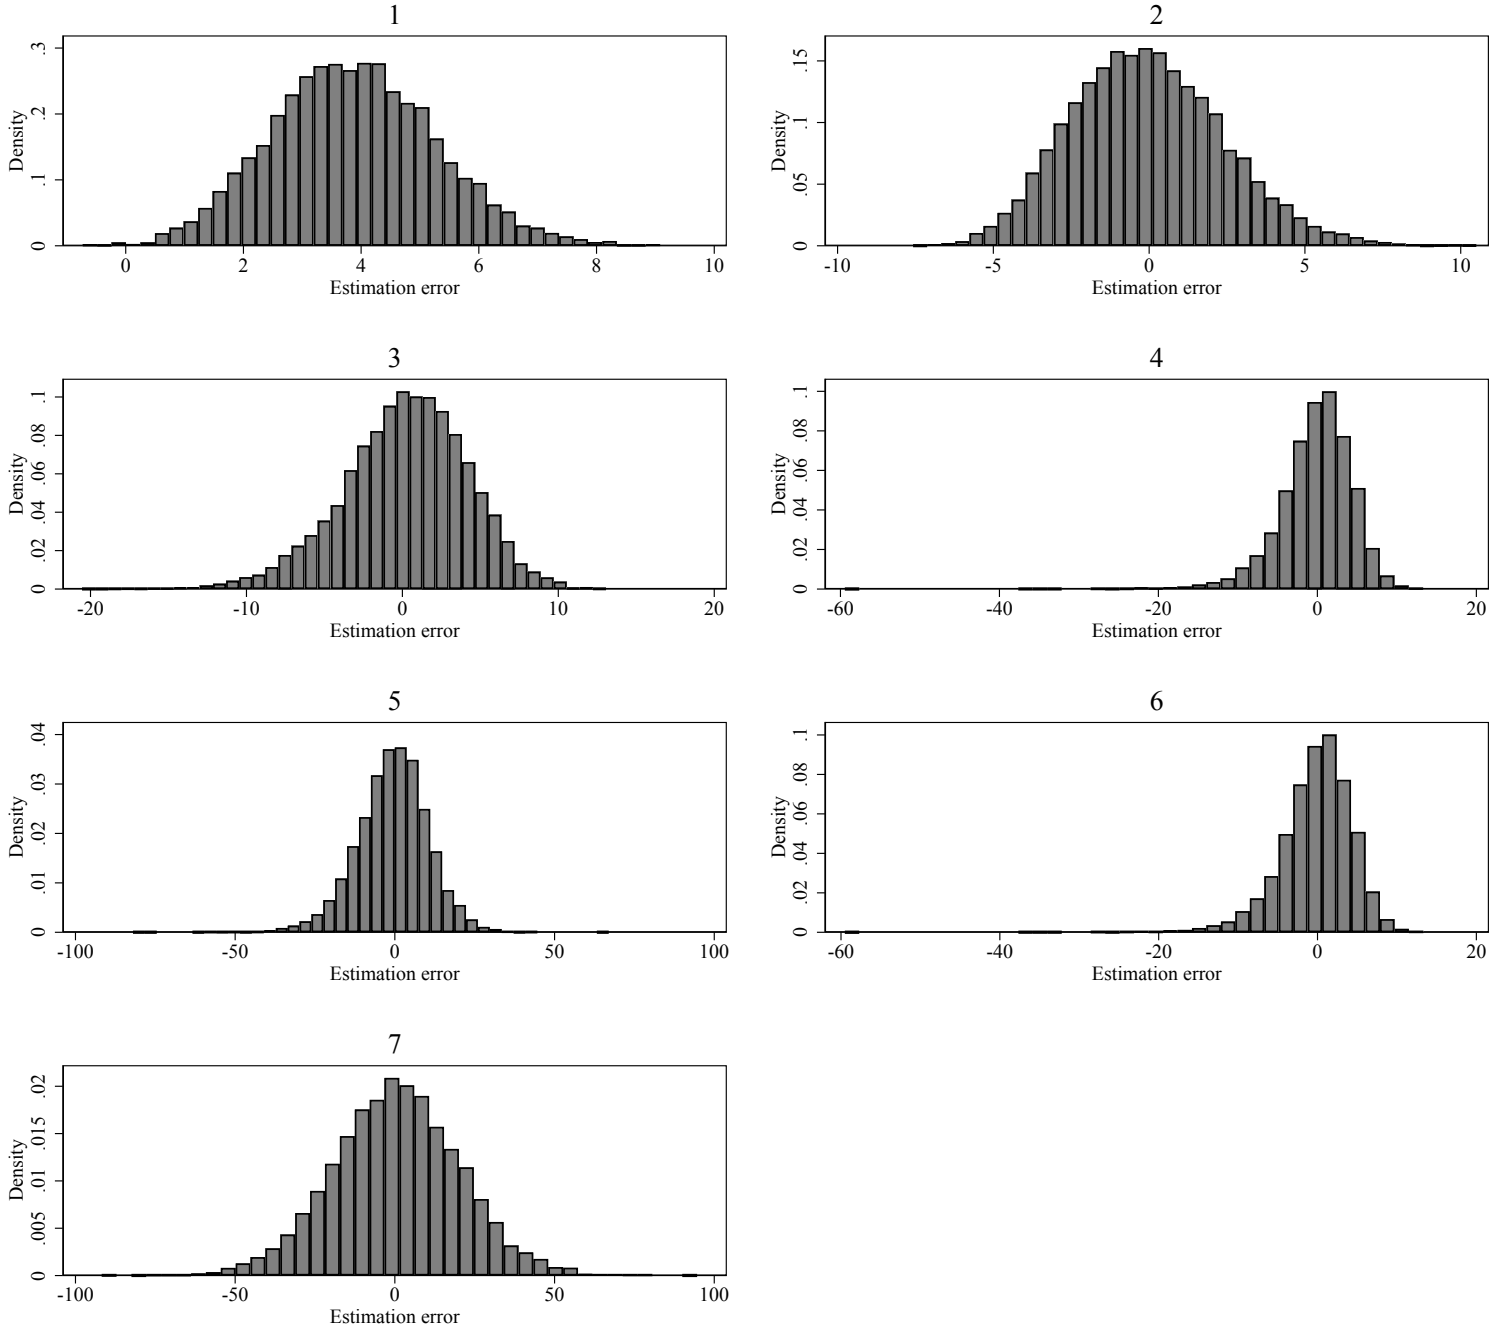 1
Density
0 .1 .2 .3
0 2 4 6 8 10
Estimation error
2
Density
0 .05 .1 .15
-10 -5 0 5 10
Estimation error
3
Density
0 .02 .04 .06 .08 .1
-20 -10 0 10 20
Estimation error
4
Density
0 .02 .04 .06 .08 .1
-60 -40 -20 0 20
Estimation error
5
Density
0 .01 .02 .03 .04
-100 -50 0 50 100
Estimation error
6
Density
0 .02 .04 .06 .08 .1
-60 -40 -20 0 20
Estimation error
7
Density
0 .005 .01 .015 .02
-100 -50 0 50 100
Estimation error